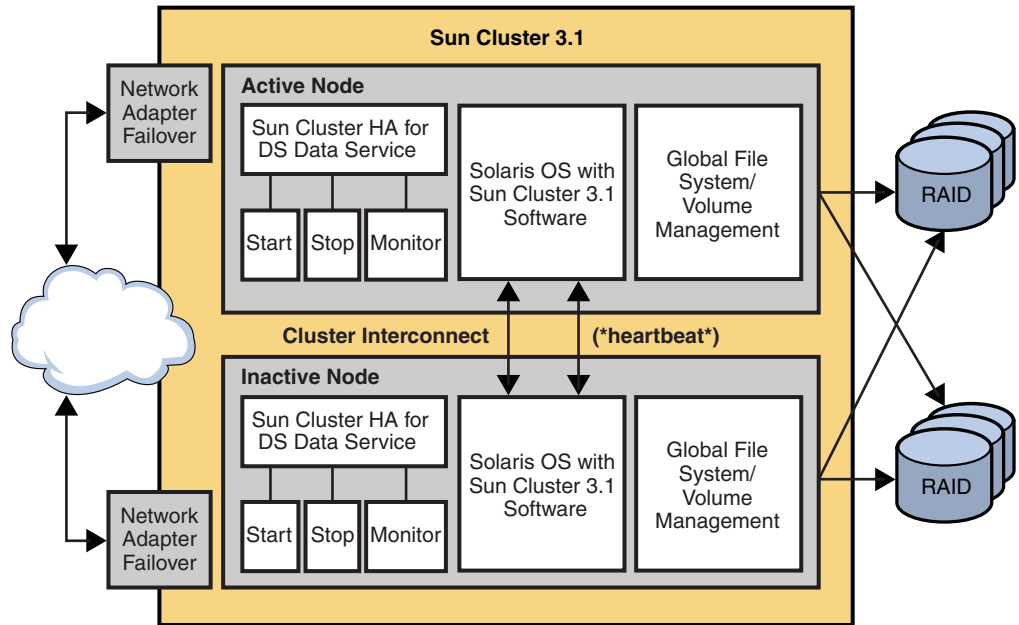 Sun Cluster 3.1
Network
Adapter
Failover
Active Node
Sun Cluster HA for
DS Data Service
Start
Stop
Monitor
Solaris OS with
Sun Cluster 3.1
Software
Global File
System/
Volume
Management
RAID
Cluster Interconnect
(*heartbeat*)
Inactive Node
Sun Cluster HA for
DS Data Service
Start
Stop
Monitor
Solaris OS with
Sun Cluster 3.1
Software
Global File
System/
Volume
Management
RAID
Network
Adapter
Failover